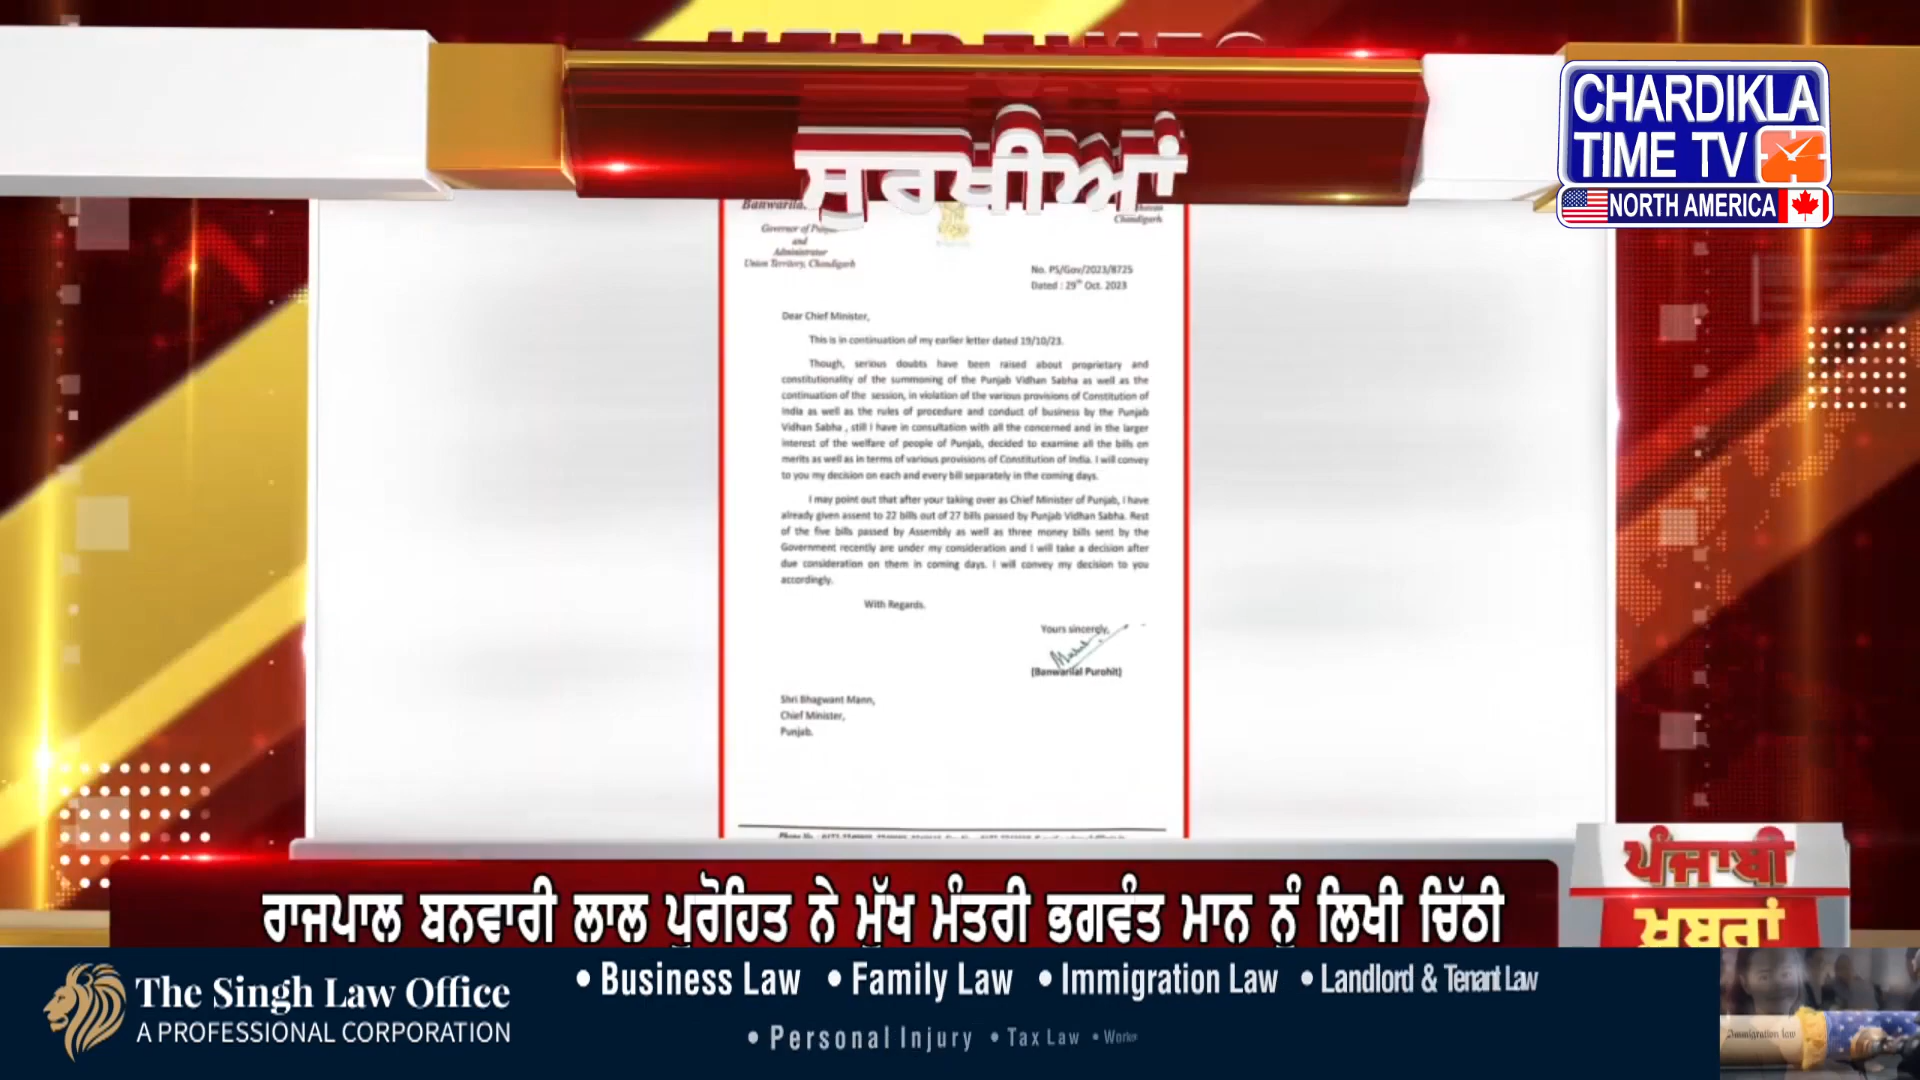 ਸੁਰਖੀਆਂ
CHARDIKLA
TIME TV
NORTH AMERICA
Governor of
and
Administrator
Union Territory, Chandigarh
Chandigarh
No. PS/Gov/2023/8725
Dated : 29th Oct. 2023
Dear Chief Minister,
This is in continuation of my earlier letter dated 19/10/23.
Though, serious doubts have been raised about proprietary and
constitutionality of the summoning of the Punjab Vidhan Sabha as well as the
continuation of the session, in violation of the various provisions of Constitution of
India as well as the rules of procedure and conduct of business by the Punjab
Vidhan Sabha , still I have in consultation with all the concerned and in the larger
interest of the welfare of people of Punjab, decided to examine all the bills on
merits as well as in terms of various provisions of Constitution of India. I will convey
to you my decision on each and every bill separately in the coming days.
I may point out that after your taking over as Chief Minister of Punjab, I have
already given assent to 22 bills out of 27 bills passed by Punjab Vidhan Sabha. Rest
of the five bills passed by Assembly as well as three money bills sent by the
Government recently are under my consideration and I will take a decision after
due consideration on them in coming days. I will convey my decision to you
accordingly.
With Regards.
Yours sincerely,
(Banwarilal Purohit)
Shri Bhagwant Mann,
Chief Minister,
Punjab.
ਪੰਜਾਬੀ
ਖ਼ਬਰਾਂ
ਰਾਜਪਾਲ ਬਨਵਾਰੀ ਲਾਲ ਪੁਰੋਹਿਤ ਨੇ ਮੁੱਖ ਮੰਤਰੀ ਭਗਵੰਤ ਮਾਨ ਨੂੰ ਲਿਖੀ ਚਿੱਠੀ
The Singh Law Office
A PROFESSIONAL CORPORATION
• Business Law • Family Law • Immigration Law • Landlord & Tenant Law
• Personal Injury • Tax Law
Immigration law